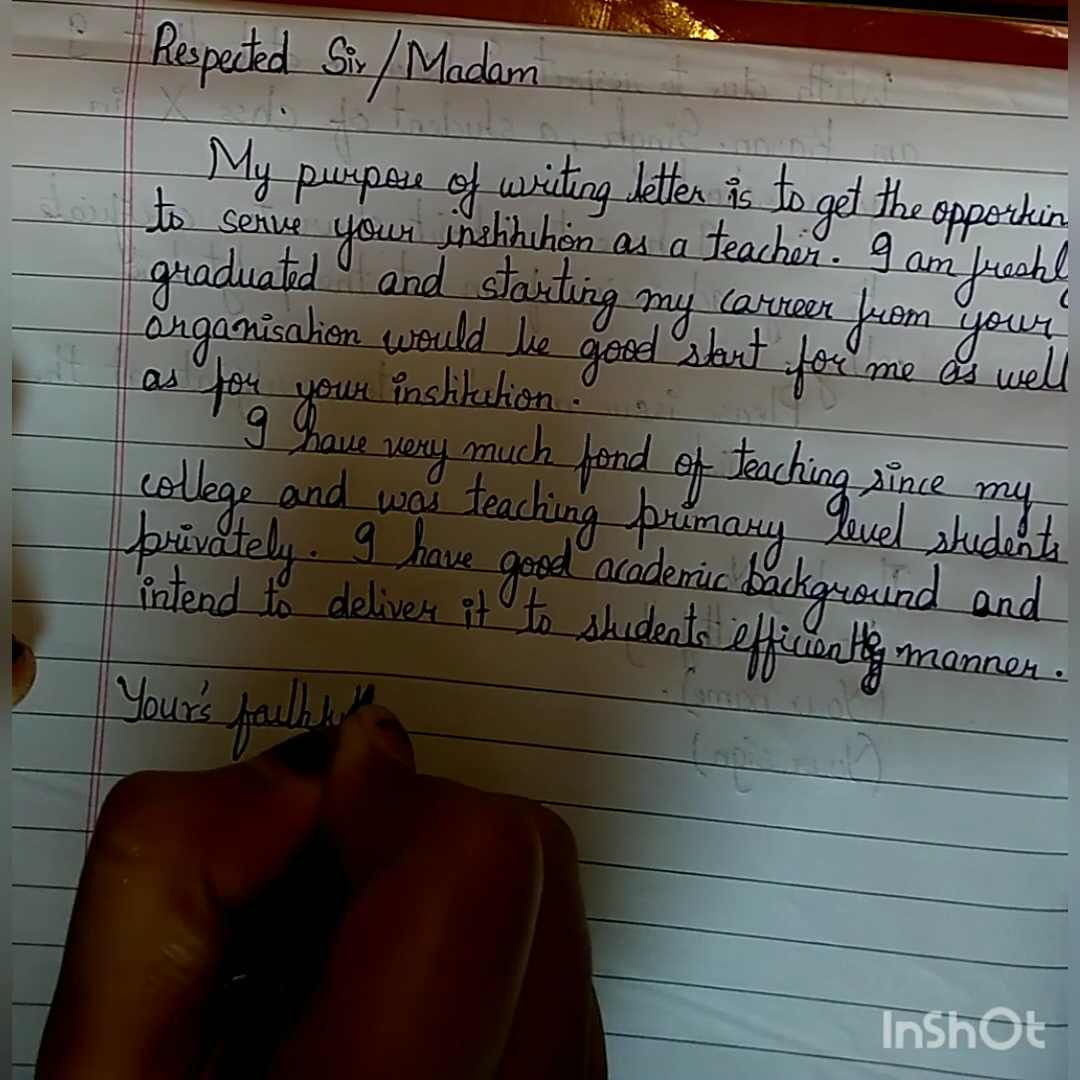 Respected Sir/Madam
My purpose of writing letter is to get the
to serve your institution as a teacher. I am
graduated and starting my carreer from your
organisation would be good start for me as well
as for your institution.
I have very much fond of teaching since my
college and was teaching primary level students
privately. I have good academic background and
intend to deliver it to students efficiently manner.
Your's
InShOt